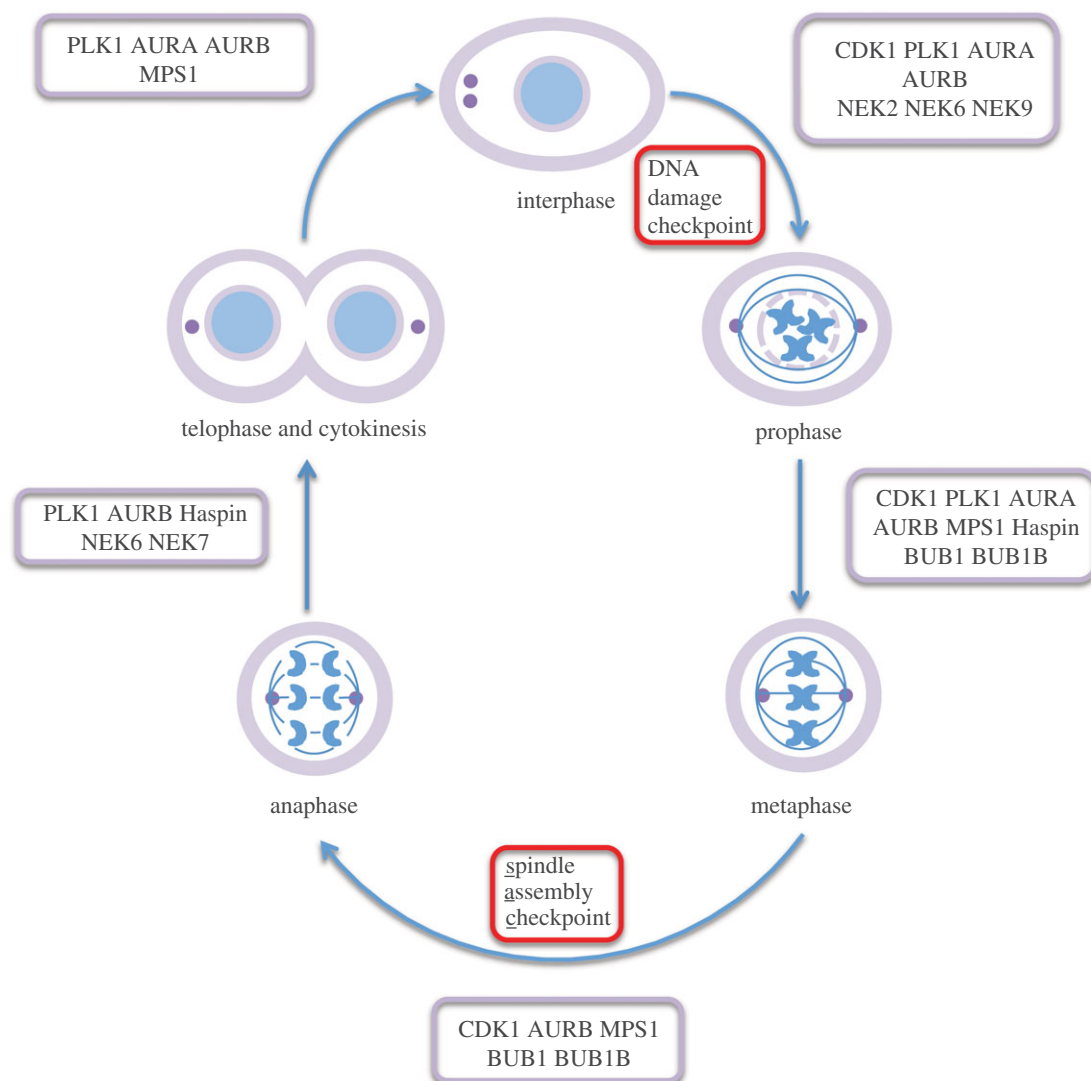 PLK1 AURA AURB
MPS1
CDK1 PLK1 AURA
AURB
NEK2 NEK6 NEK9
interphase
DNA
damage
checkpoint
telophase and cytokinesis
prophase
PLK1 AURB Haspin
NEK6 NEK7
CDK1 PLK1 AURA
AURB MPS1 Haspin
BUB1 BUB1B
anaphase
metaphase
spindle
assembly
checkpoint
CDK1 AURB MPS1
BUB1 BUB1B